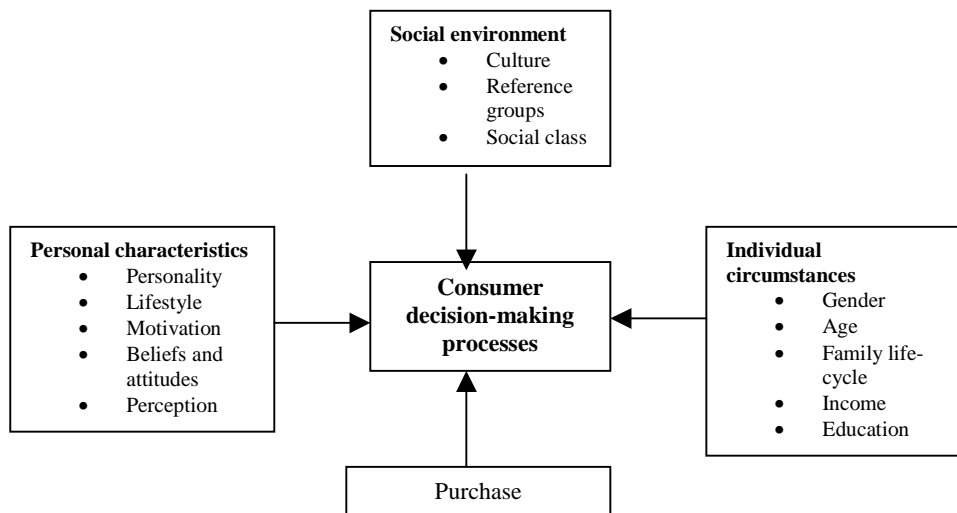 Social environment
• Culture
• Reference
groups
• Social class
Personal characteristics
• Personality
• Lifestyle
• Motivation
• Beliefs and
attitudes
• Perception
Consumer
decision-making
processes
Individual
circumstances
• Gender
• Age
• Family life-
cycle
• Income
• Education
Purchase